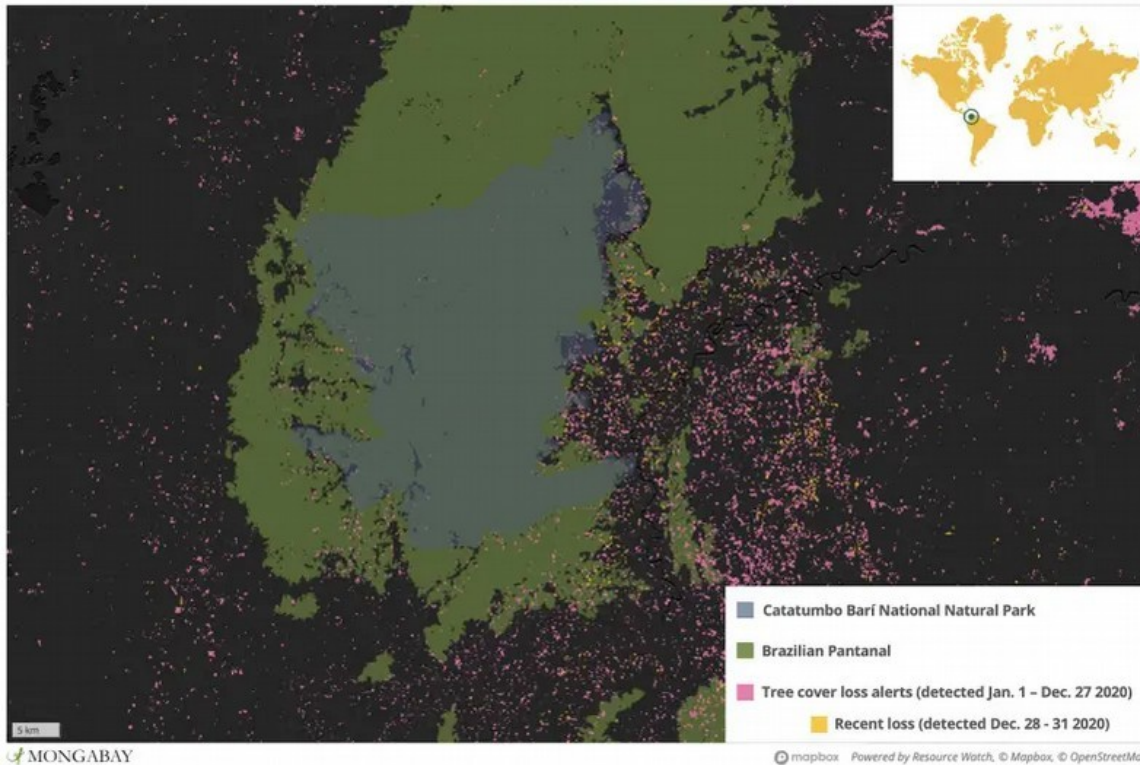 Catatumbo Barí National Natural Park
Brazilian Pantanal
Tree cover loss alerts (detected Jan. 1 – Dec. 27 2020)
Recent loss (detected Dec. 28 - 31 2020)
5 km
MONGABAY
mapbox Powered by Resource Watch, © Mapbox, © OpenStreetMa